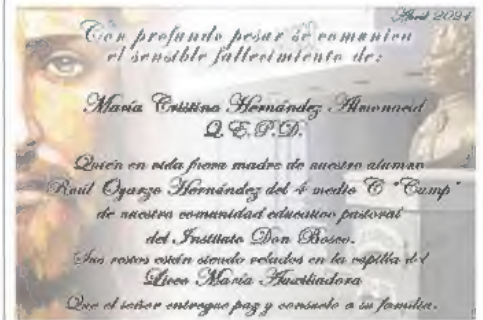 Abril 2024
Con profundo pesar se comunica
el sensible fallecimiento de:
María Cristina Hernández Almonacid
Q.E.P.D.
Quien en vida fuera madre de nuestro alumno
Raúl Oyarzo Hernández del 4 medio C "Cump"
de nuestra comunidad educativo pastoral
del Instituto Don Bosco.
Sus restos están siendo velados en la capilla del
Liceo María Auxiliadora
Que el señor entregue paz y consuelo a su familia.